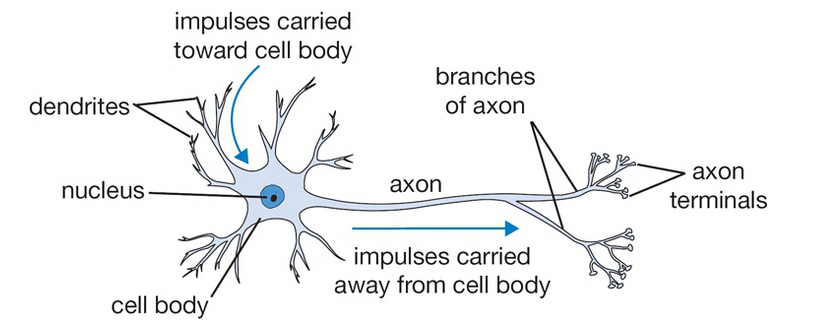 impulses carried
toward cell body
dendrites
branches
of axon
nucleus
axon
axon
terminals
impulses carried
away from cell body
cell body